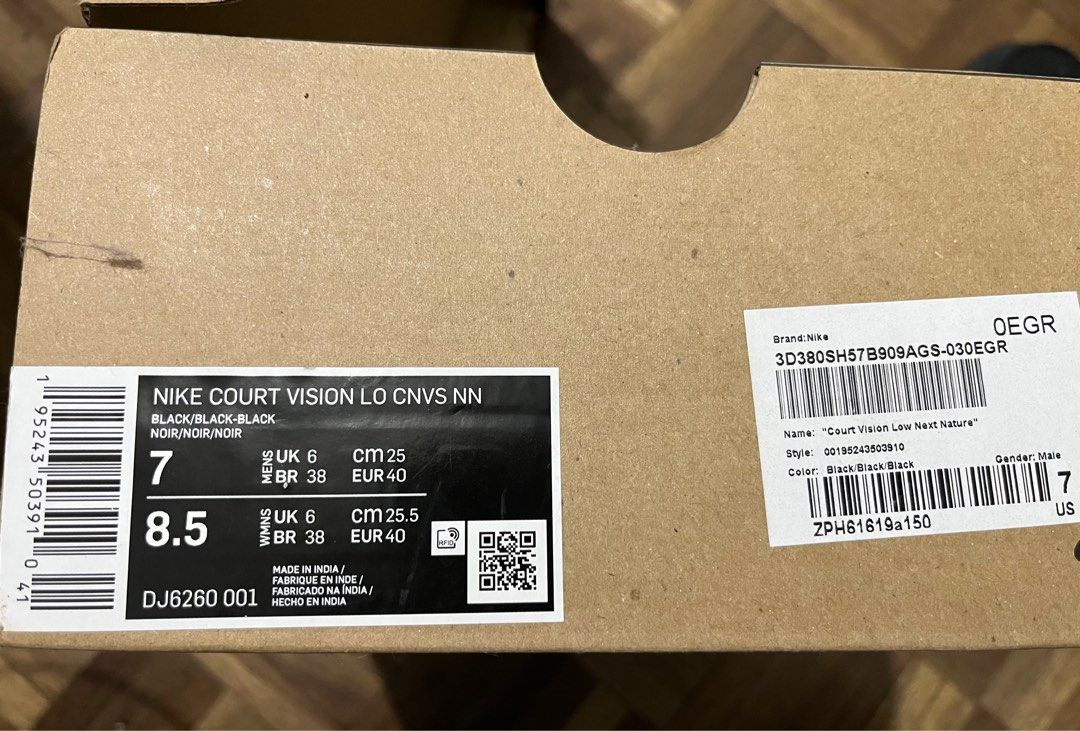 NIKE COURT VISION LO CNVS NN
BLACK/BLACK-BLACK
NOIR/NOIR/NOIR
7 MENS UK 6 cm 25
BR 38 EUR 40
8.5 WMNS UK 6 cm 25.5
BR 38 EUR 40
RFID
DJ6260 001
MADE IN INDIA /
FABRIQUE EN INDE /
FABRICADO NA ÍNDIA /
HECHO EN INDIA
1 95243 50391 0 41
0EGR
Brand:Nike
3D380SH57B909AGS-030EGR
Name: "Court Vision Low Next Nature"
Style: 00195243503910
Gender: Male
Color: Black/Black/Black
7
US
ZPH61619a150